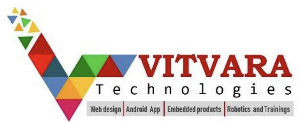 VITVARA
Technologies
Web design | Android App | Embedded products | Robotics and Trainings